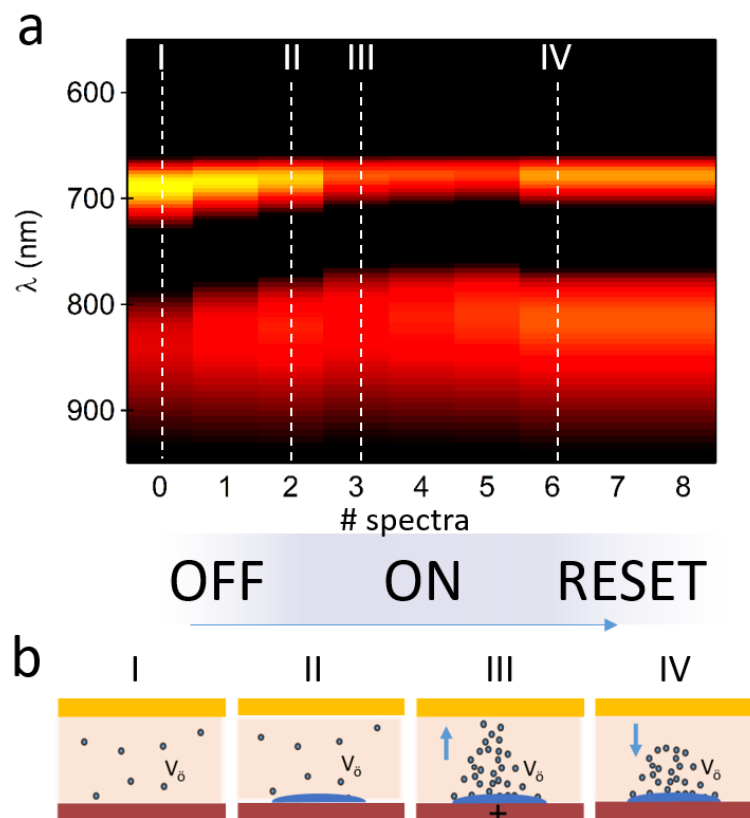 a
I II III IV
600
700
800
900
λ (nm)
0 1 2 3 4 5 6 7 8
# spectra
OFF ON RESET
b
I II III IV
Vö Vö Vö Vö
+